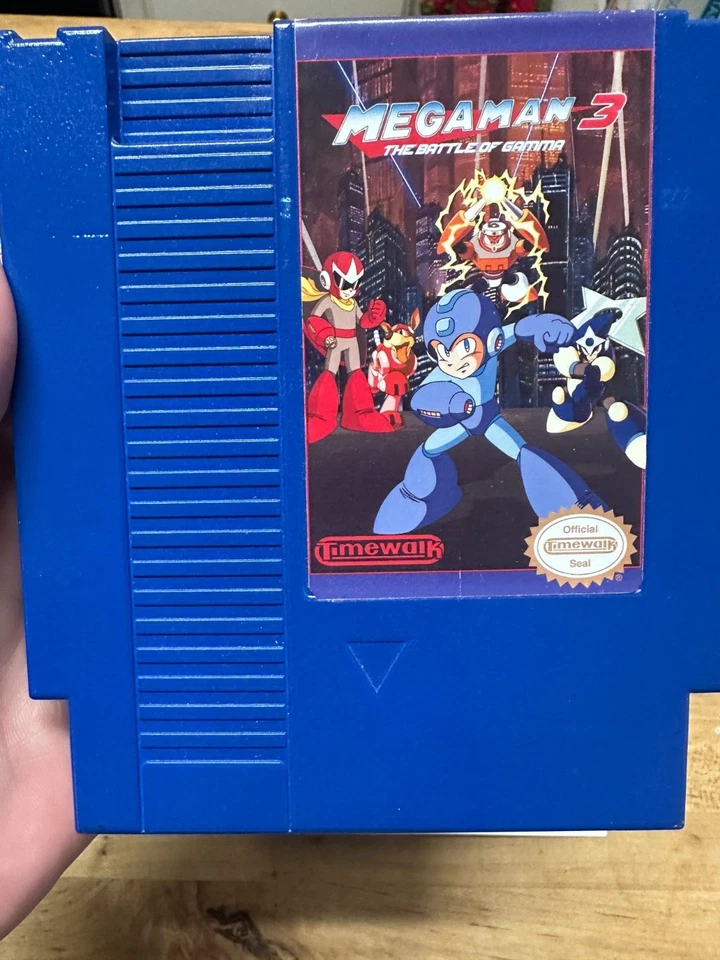 MEGAMAN 3
THE BATTLE OF GAMMA
Timewalk
Official
Timewalk
Seal
®